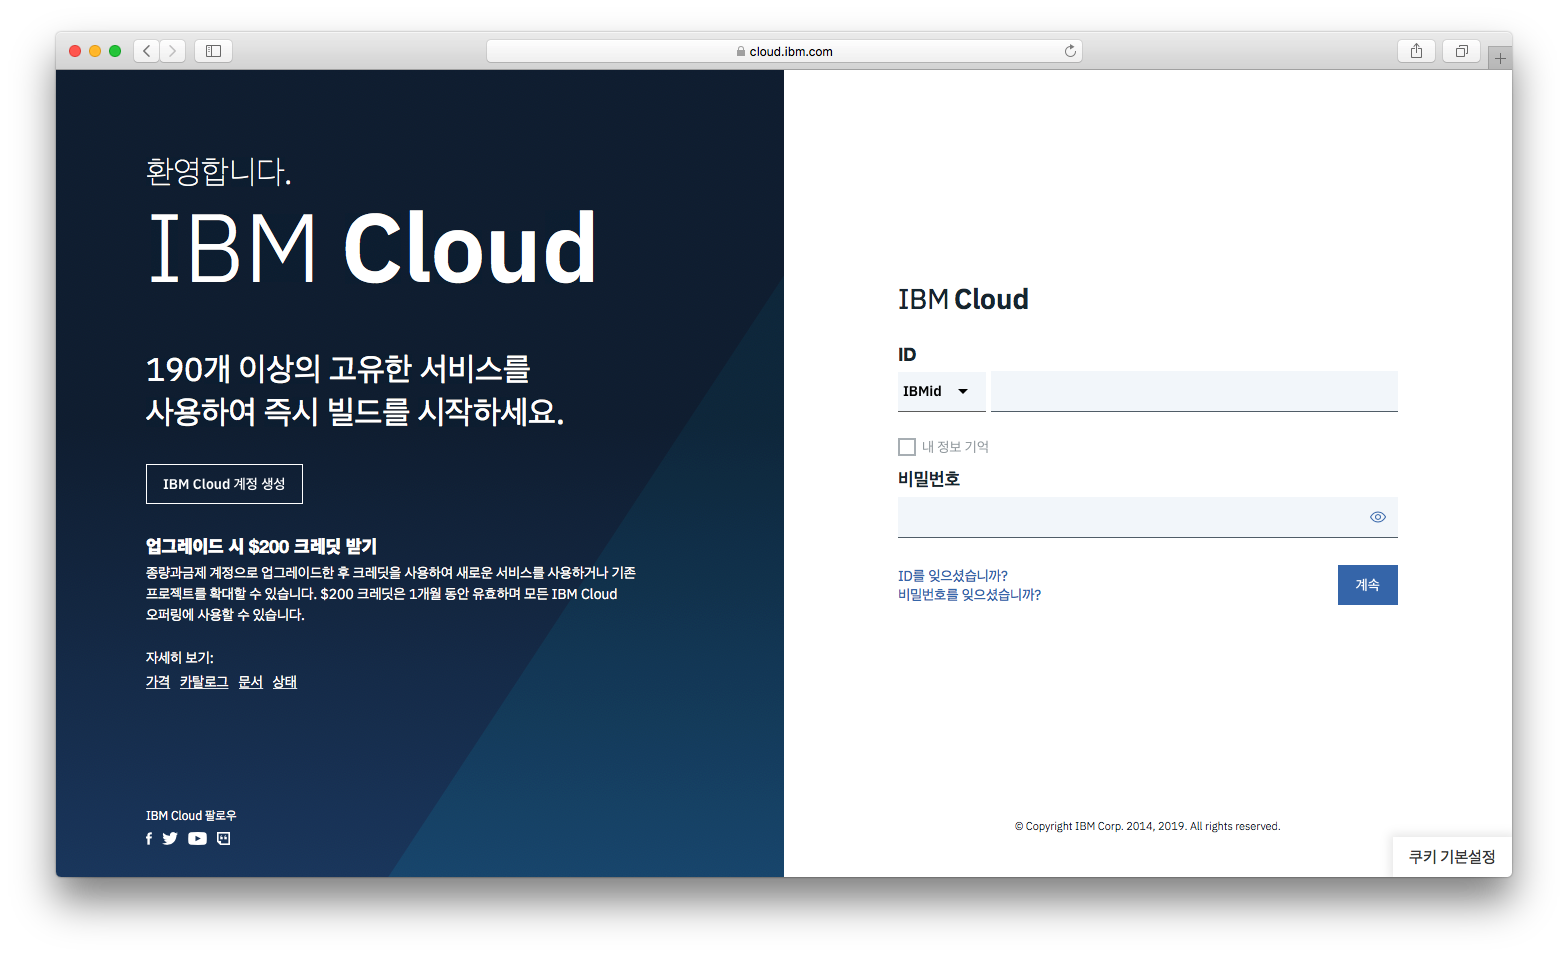 cloud.ibm.com
환영합니다.
IBM Cloud
190개 이상의 고유한 서비스를
사용하여 즉시 빌드를 시작하세요.
IBM Cloud 계정 생성
업그레이드 시 $200 크레딧 받기
종량과금제 계정으로 업그레이드한 후 크레딧을 사용하여 새로운 서비스를 사용하거나 기존
프로젝트를 확대할 수 있습니다. $200 크레딧은 1개월 동안 유효하며 모든 IBM Cloud
오퍼링에 사용할 수 있습니다.
자세히 보기:
가격 카탈로그 문서 상태
IBM Cloud 팔로우
IBM Cloud
ID
IBMid
내 정보 기억
비밀번호
ID를 잊으셨습니까?
비밀번호를 잊으셨습니까?
계속
© Copyright IBM Corp. 2014, 2019. All rights reserved.
쿠키 기본설정